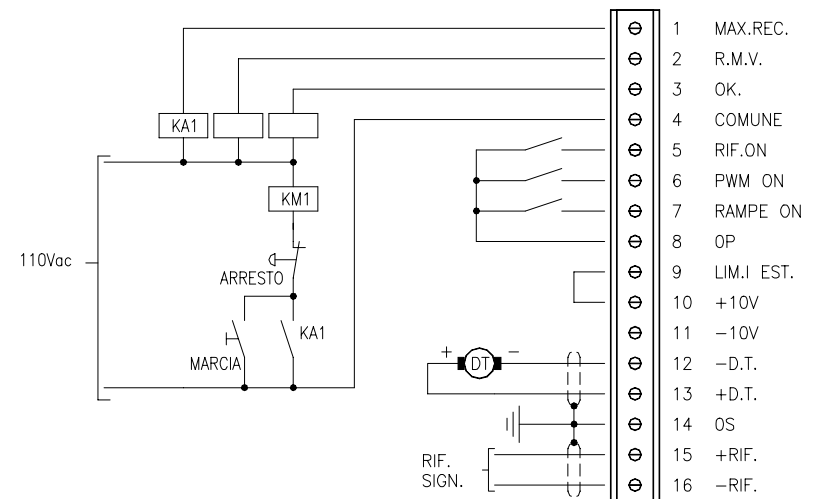 1 MAX.REC.
2 R.M.V.
3 OK.
KA1
4 COMUNE
5 RIF.ON
6 PWM ON
KM1
7 RAMPE ON
8 0P
110Vac
9 LIM.I EST.
ARRESTO
10 +10V
KA1
11 −10V
MARCIA
+ DT −
12 −D.T.
13 +D.T.
14 0S
15 +RIF.
RIF.
SIGN.
16 −RIF.